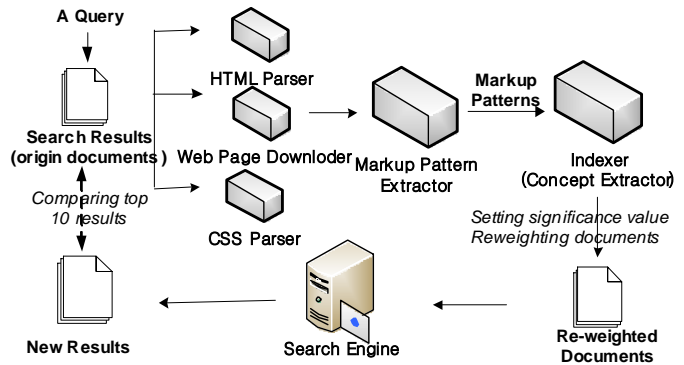 A Query
HTML Parser
Markup
Patterns
Search Results
(origin documents)
Web Page Downloder
Markup Pattern
Extractor
Indexer
(Concept Extractor)
Comparing top
10 results
CSS Parser
Setting significance value
Reweighting documents
New Results
Search Engine
Re-weighted
Documents